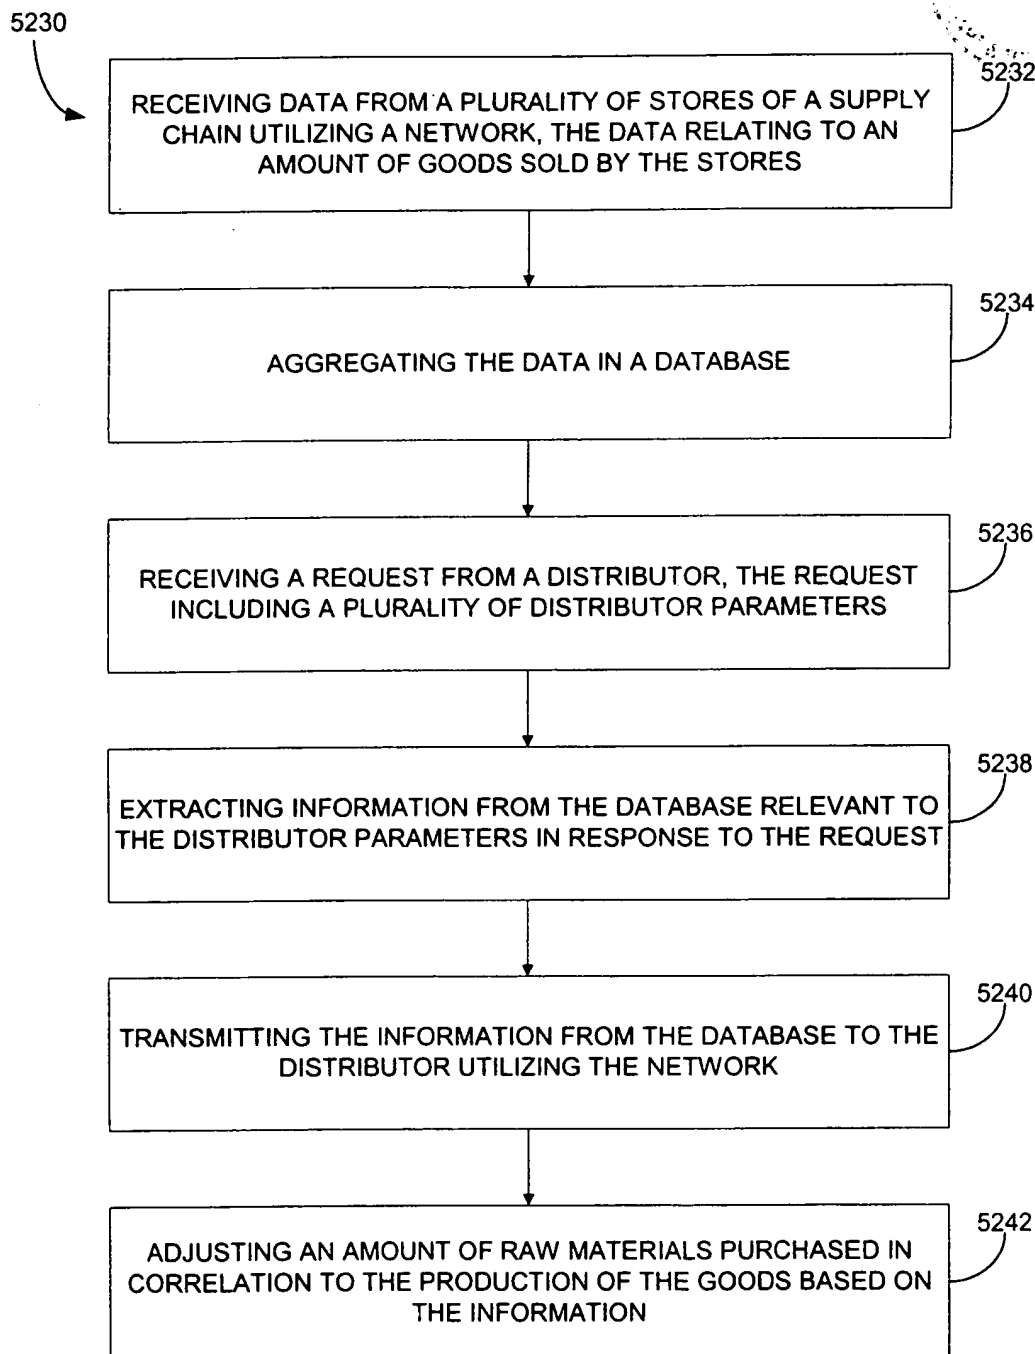 5230
5232
RECEIVING DATA FROM A PLURALITY OF STORES OF A SUPPLY
CHAIN UTILIZING A NETWORK, THE DATA RELATING TO AN
AMOUNT OF GOODS SOLD BY THE STORES
5234
AGGREGATING THE DATA IN A DATABASE
5236
RECEIVING A REQUEST FROM A DISTRIBUTOR, THE REQUEST
INCLUDING A PLURALITY OF DISTRIBUTOR PARAMETERS
5238
EXTRACTING INFORMATION FROM THE DATABASE RELEVANT TO
THE DISTRIBUTOR PARAMETERS IN RESPONSE TO THE REQUEST
5240
TRANSMITTING THE INFORMATION FROM THE DATABASE TO THE
DISTRIBUTOR UTILIZING THE NETWORK
5242
ADJUSTING AN AMOUNT OF RAW MATERIALS PURCHASED IN
CORRELATION TO THE PRODUCTION OF THE GOODS BASED ON
THE INFORMATION